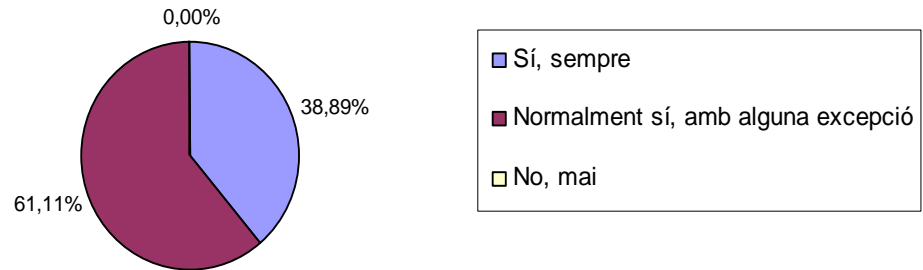 0,00%
38,89%
61,11%
Sí, sempre
Normalment sí, amb alguna excepció
No, mai